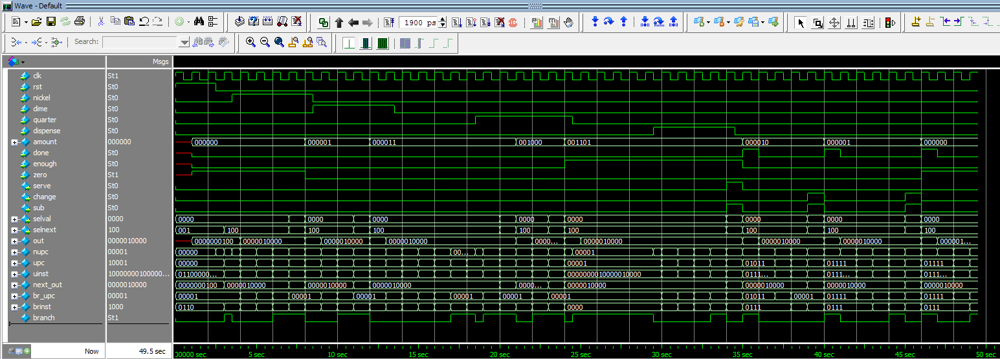 Wave - Default
1900 ps
Search:
Msgs
clk St1
rst St0
nickel St0
dime St0
quarter St0
dispense St0
amount 000000 000000 000001 000011 001000 001101 000010 000001 000000
done St0
enough St0
zero St1
serve St0
change St0
sub St0
selval 0000 0000 0000 0000 0000 0000 0000 0000 0000
selnext 100 001 100 100 100 100 100 100 100 100
out 0000010000 0000000100 0000010000 0000010000 0000010000 0000... 0000010000 0000010000 0000010000 000001...
nupc 00001 00000 00... 00001
upc 10001 00000 00001 01011 01111 01111
uinst 10000000100000... 01100000... 0000000010000010000 0111... 0111... 0111...
next_out 0000010000 0000000100 0000010000 0000010000 0000010000 0000... 0000010000 0000010000 0000010000 0000010000
br_upc 00001 00001 00001 00001 00001 00001 00001 01011 00001 01111 01111
brinst 1000 0110 0000 0111 0111 0111
branch St1
Now 49.5 sec 00000 sec 5 sec 10 sec 15 sec 20 sec 25 sec 30 sec 35 sec 40 sec 45 sec 50 sec